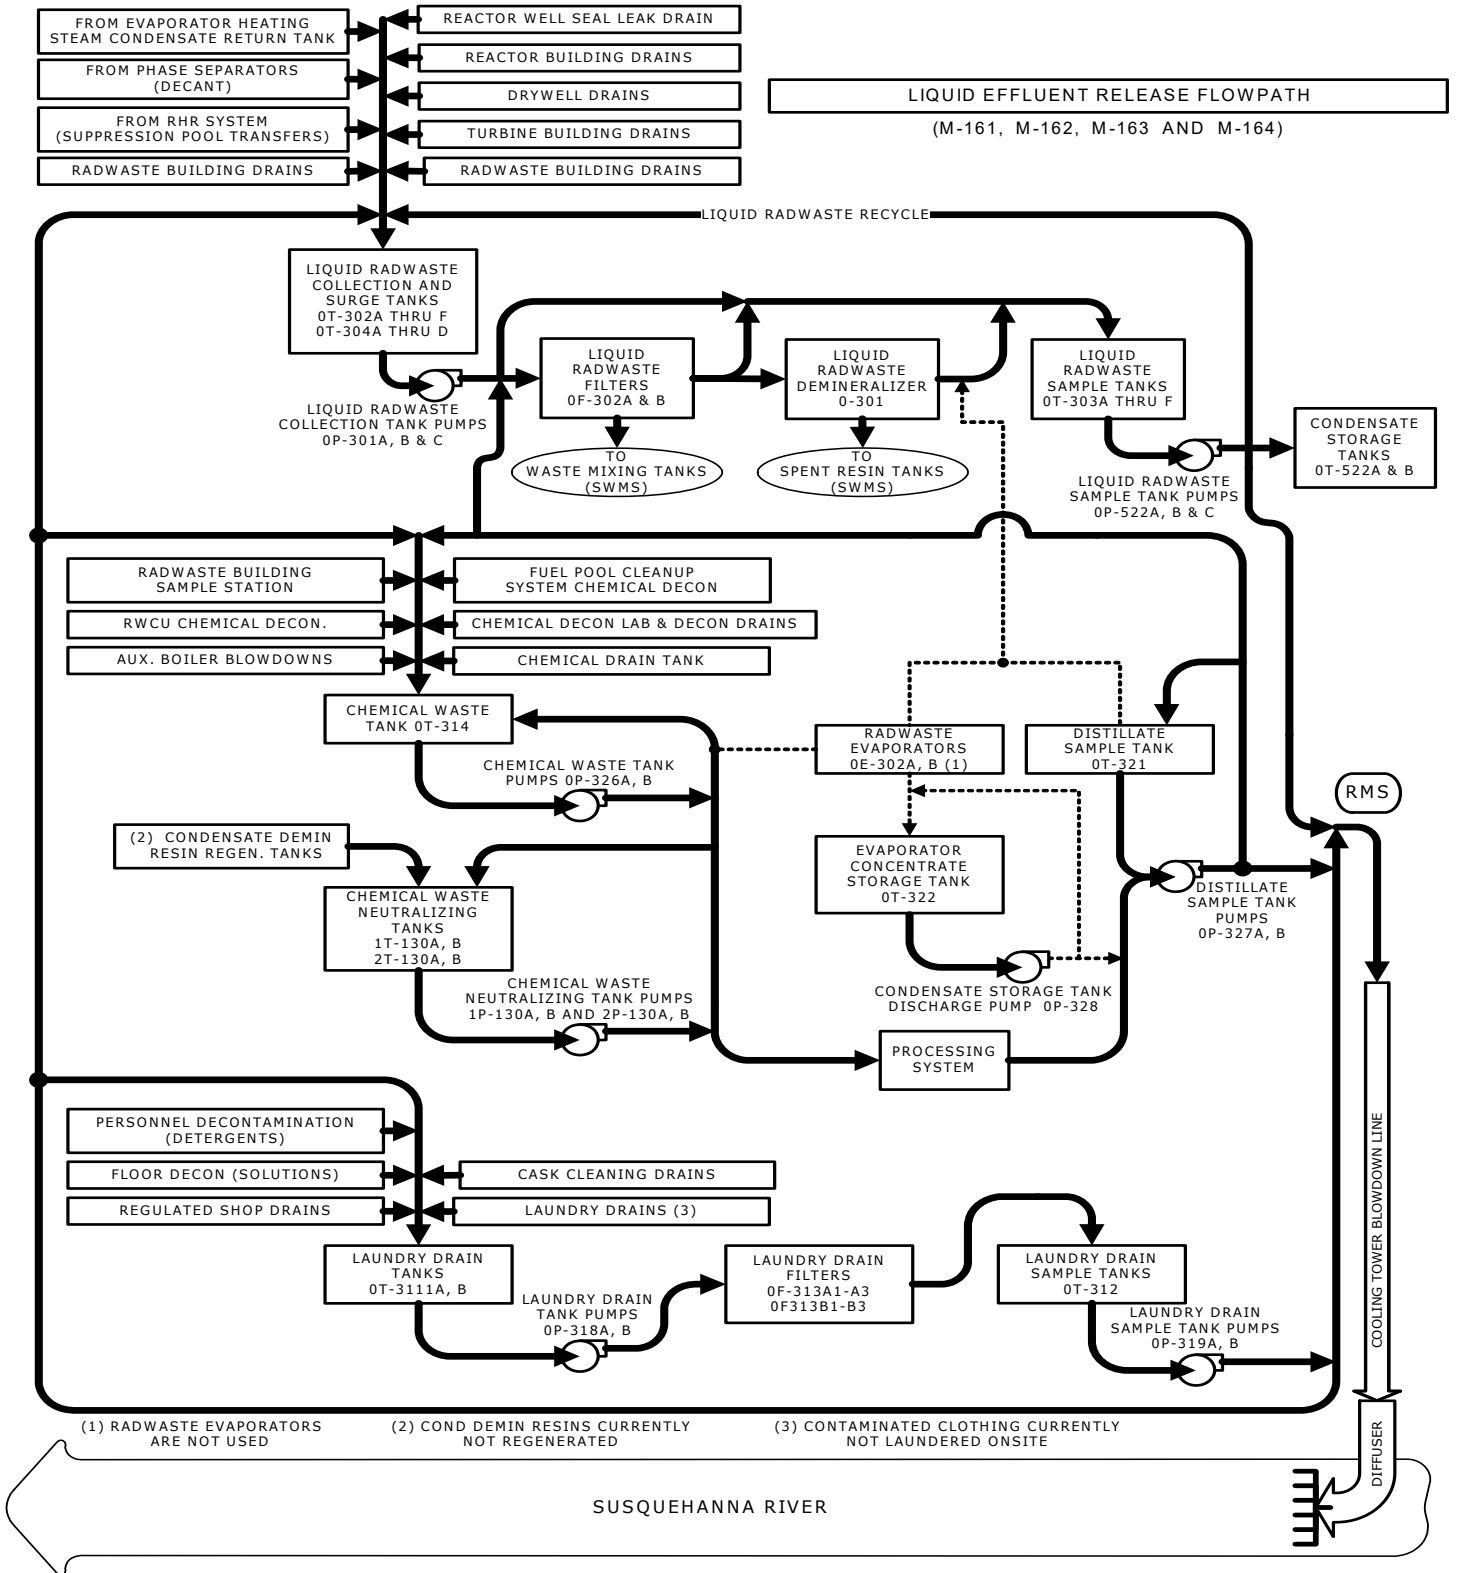 FROM EVAPORATOR HEATING
STEAM CONDENSATE RETURN TANK
REACTOR WELL SEAL LEAK DRAIN
REACTOR BUILDING DRAINS
FROM PHASE SEPARATORS
(DECANT)
DRYWELL DRAINS
LIQUID EFFLUENT RELEASE FLOWPATH
(M-161, M-162, M-163 AND M-164)
FROM RHR SYSTEM
(SUPPRESSION POOL TRANSFERS)
TURBINE BUILDING DRAINS
RADWASTE BUILDING DRAINS
RADWASTE BUILDING DRAINS
LIQUID RADWASTE RECYCLE
LIQUID RADWASTE
COLLECTION AND
SURGE TANKS
0T-302A THRU F
0T-304A THRU D
LIQUID
RADWASTE
FILTERS
0F-302A & B
LIQUID
RADWASTE
DEMINERALIZER
0-301
LIQUID
RADWASTE
SAMPLE TANKS
0T-303A THRU F
LIQUID RADWASTE
COLLECTION TANK PUMPS
0P-301A, B & C
TO
WASTE MIXING TANKS
(SWMS)
TO
SPENT RESIN TANKS
(SWMS)
CONDENSATE
STORAGE
TANKS
0T-522A & B
LIQUID RADWASTE
SAMPLE TANK PUMPS
0P-522A, B & C
RADWASTE BUILDING
SAMPLE STATION
FUEL POOL CLEANUP
SYSTEM CHEMICAL DECON
RWCU CHEMICAL DECON.
CHEMICAL DECON LAB & DECON DRAINS
AUX. BOILER BLOWDOWNS
CHEMICAL DRAIN TANK
CHEMICAL WASTE
TANK 0T-314
RADWASTE
EVAPORATORS
0E-302A, B (1)
DISTILLATE
SAMPLE TANK
0T-321
CHEMICAL WASTE TANK
PUMPS 0P-326A, B
RMS
(2) CONDENSATE DEMIN
RESIN REGEN. TANKS
EVAPORATOR
CONCENTRATE
STORAGE TANK
0T-322
CHEMICAL WASTE
NEUTRALIZING
TANKS
1T-130A, B
2T-130A, B
DISTILLATE
SAMPLE TANK
PUMPS
0P-327A, B
CHEMICAL WASTE
NEUTRALIZING TANK PUMPS
1P-130A, B AND 2P-130A, B
CONDENSATE STORAGE TANK
DISCHARGE PUMP 0P-328
PROCESSING
SYSTEM
PERSONNEL DECONTAMINATION
(DETERGENTS)
FLOOR DECON (SOLUTIONS)
CASK CLEANING DRAINS
REGULATED SHOP DRAINS
LAUNDRY DRAINS (3)
COOLING TOWER BLOWDOWN LINE
LAUNDRY DRAIN
TANKS
0T-3111A, B
LAUNDRY DRAIN
FILTERS
0F-313A1-A3
0F313B1-B3
LAUNDRY DRAIN
SAMPLE TANKS
0T-312
LAUNDRY DRAIN
TANK PUMPS
0P-318A, B
LAUNDRY DRAIN
SAMPLE TANK PUMPS
0P-319A, B
(1) RADWASTE EVAPORATORS
ARE NOT USED
(2) COND DEMIN RESINS CURRENTLY
NOT REGENERATED
(3) CONTAMINATED CLOTHING CURRENTLY
NOT LAUNDERED ONSITE
DIFFUSER
SUSQUEHANNA RIVER